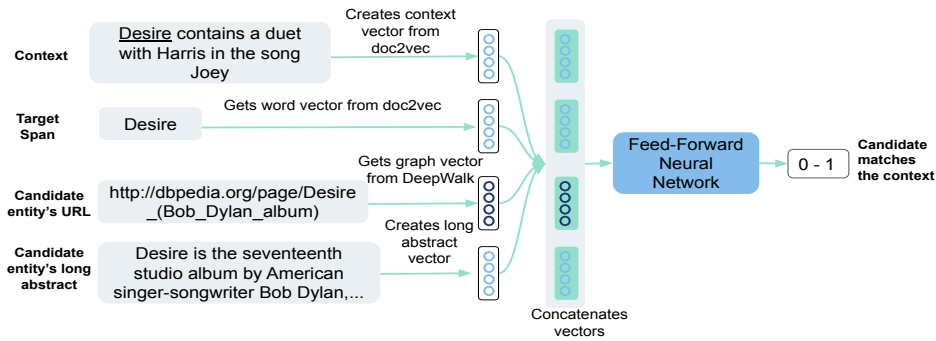 Context
Desire contains a duet
with Harris in the song
Joey
Creates context
vector from
doc2vec
Target
Span
Desire
Gets word vector from doc2vec
Candidate
entity's URL
http://dbpedia.org/page/Desire
_(Bob_Dylan_album)
Gets graph vector
from DeepWalk
Candidate
entity's long
abstract
Desire is the seventeenth
studio album by American
singer-songwriter Bob Dylan,...
Creates long
abstract
vector
Concatenates
vectors
Feed-Forward
Neural
Network
0 - 1
Candidate
matches
the context